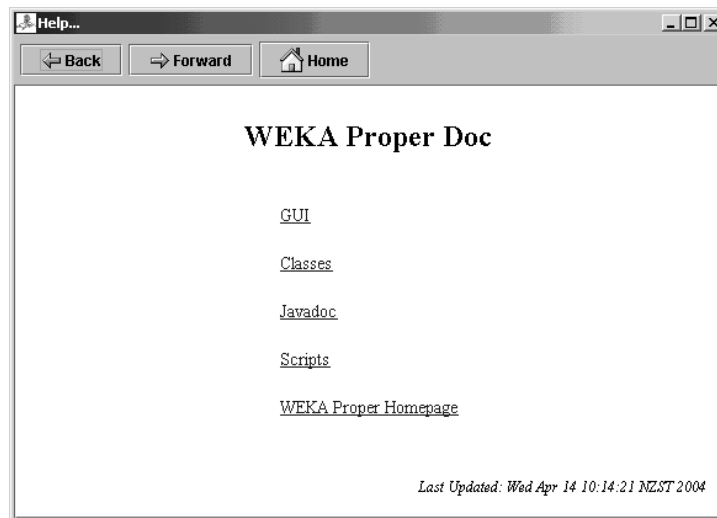 Help...
Back Forward Home
WEKA Proper Doc
GUI
Classes
Javadoc
Scripts
WEKA Proper Homepage
Last Updated: Wed Apr 14 10:14:21 NZST 2004